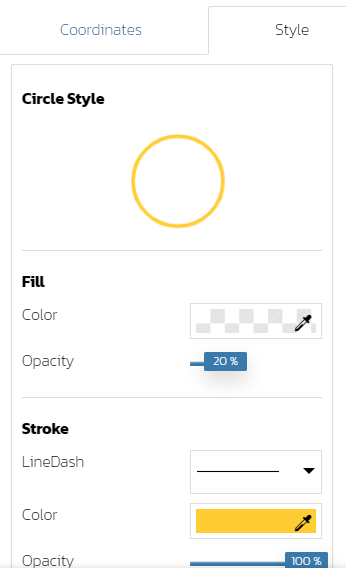 Coordinates
Style
Circle Style
Fill
Color
Opacity
20 %
Stroke
LineDash
Color
Opacity
100 %